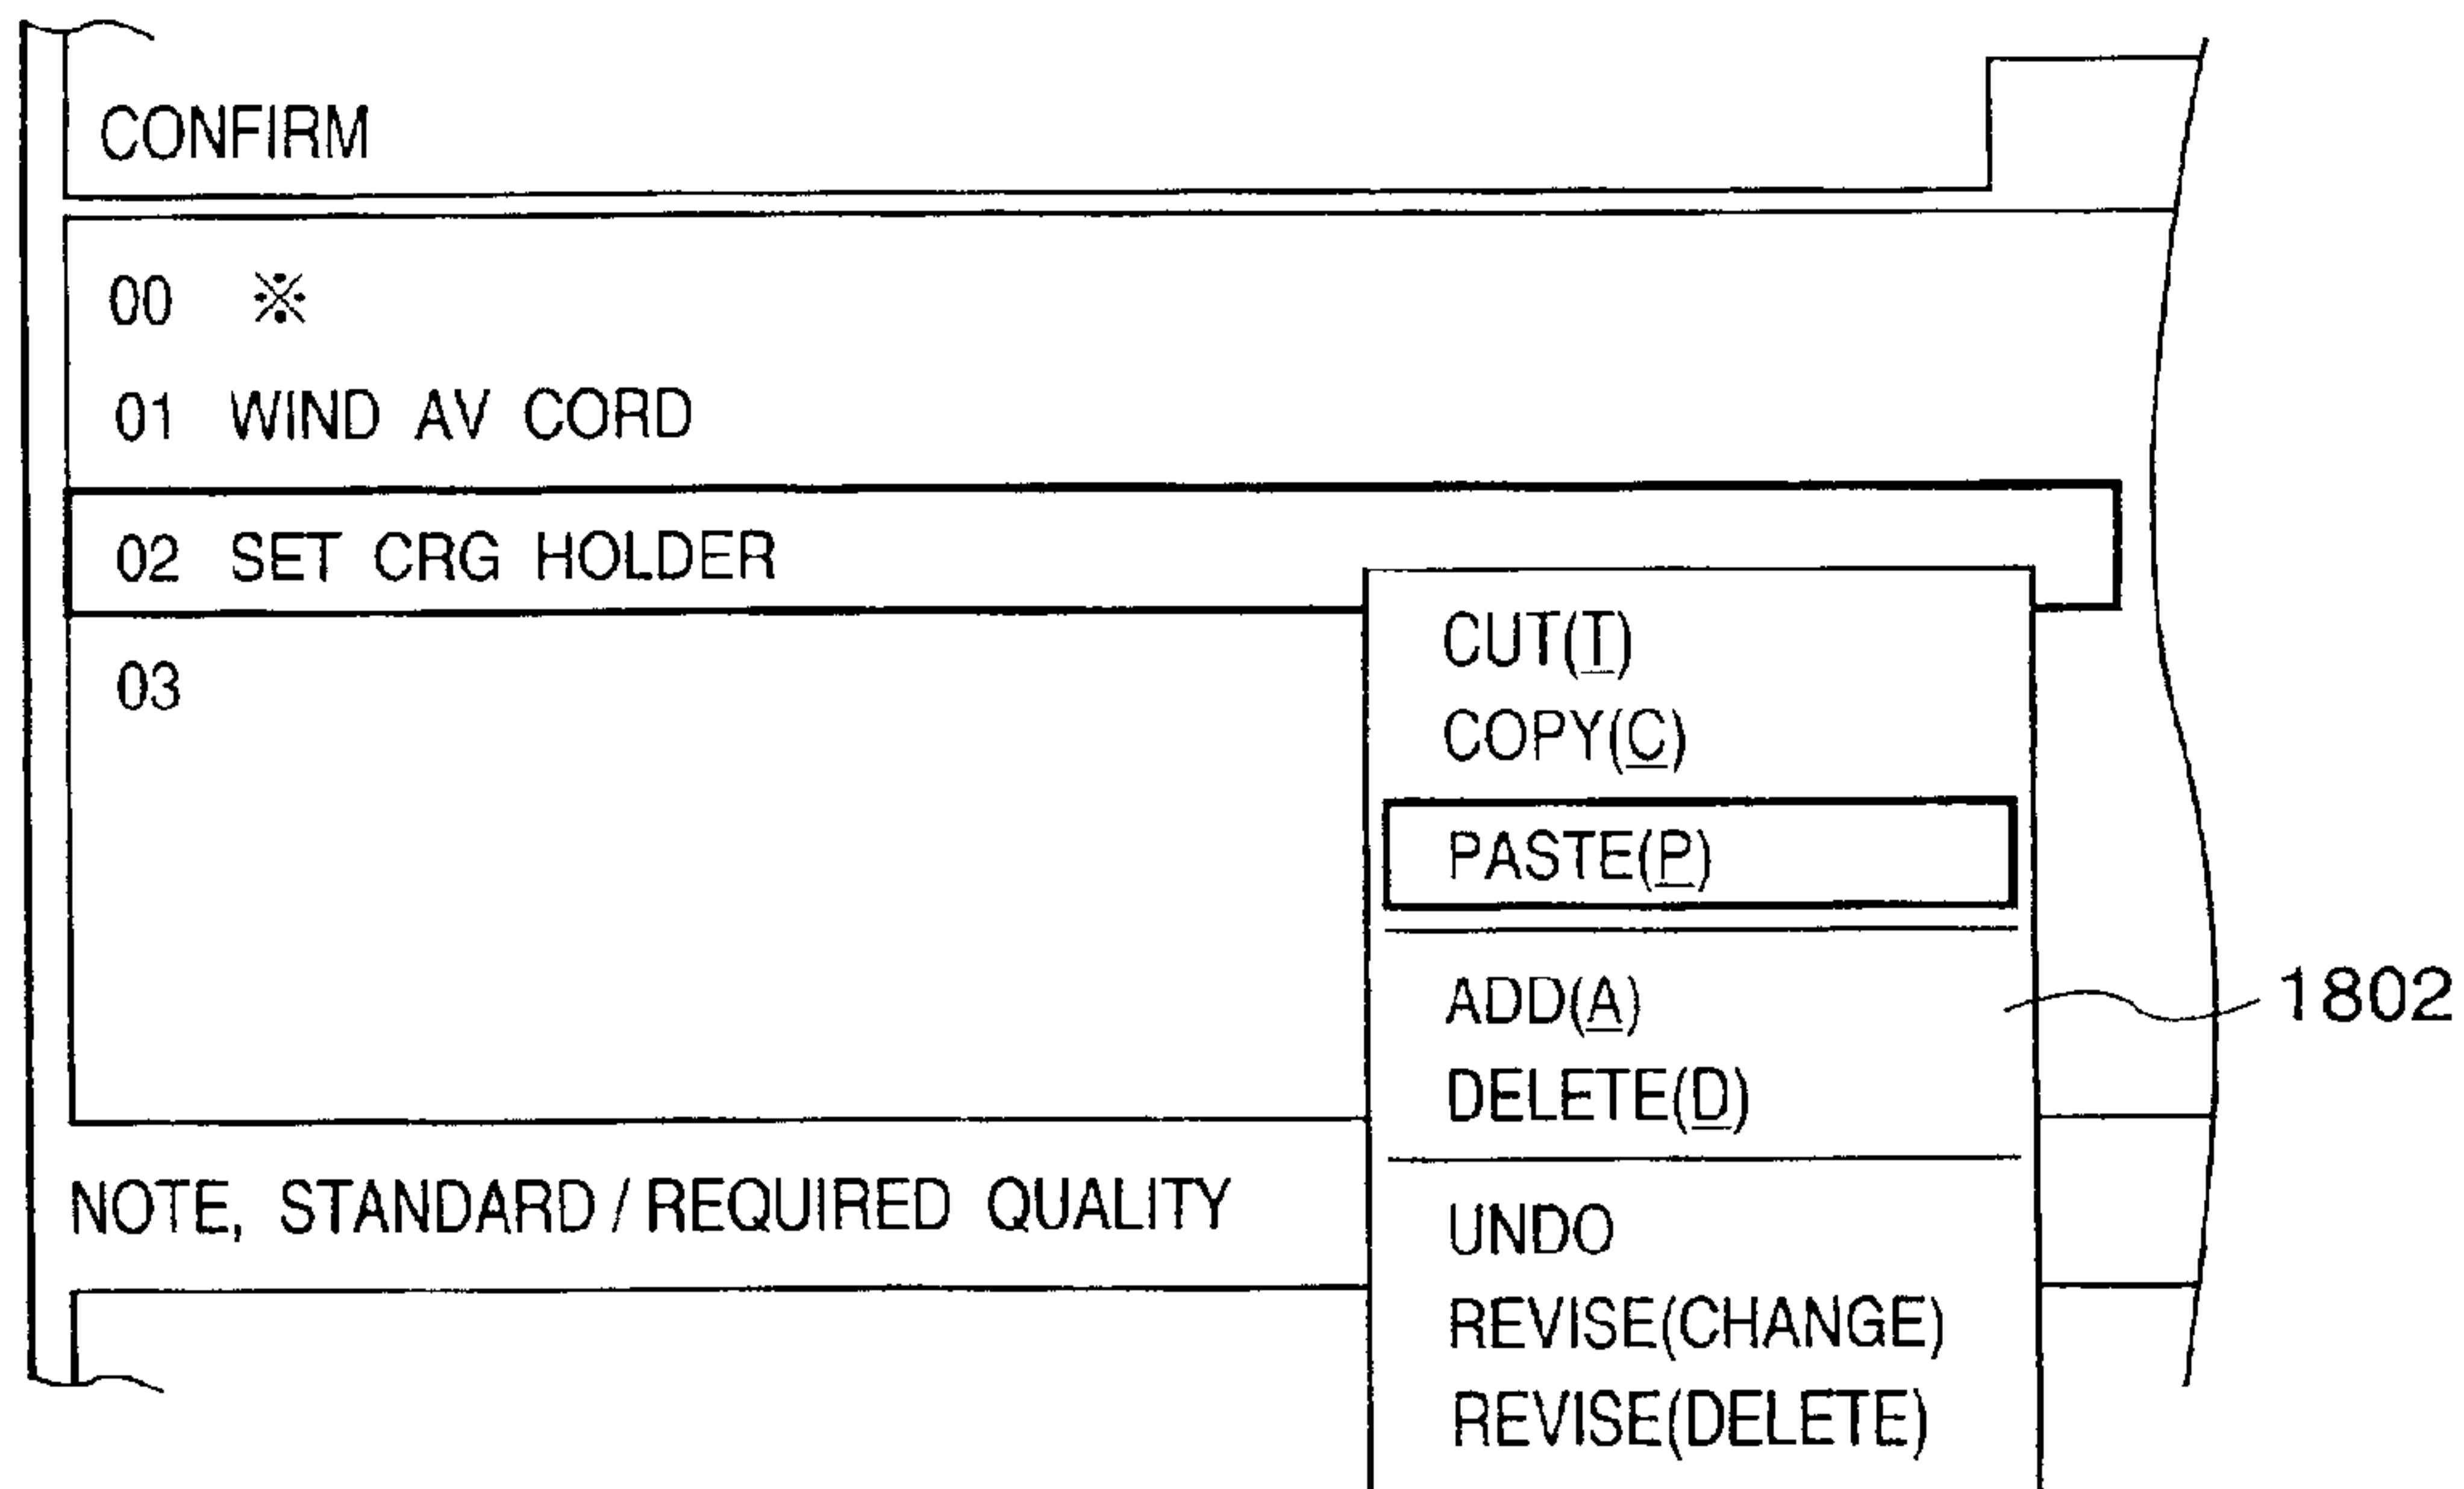 CONFIRM
00 ※
01 WIND AV CORD
02 SET CRG HOLDER
03
CUT(T)
COPY(C)
PASTE(P)
ADD(A)
DELETE(D)
UNDO
REVISE(CHANGE)
REVISE(DELETE)
1802
NOTE, STANDARD/REQUIRED QUALITY